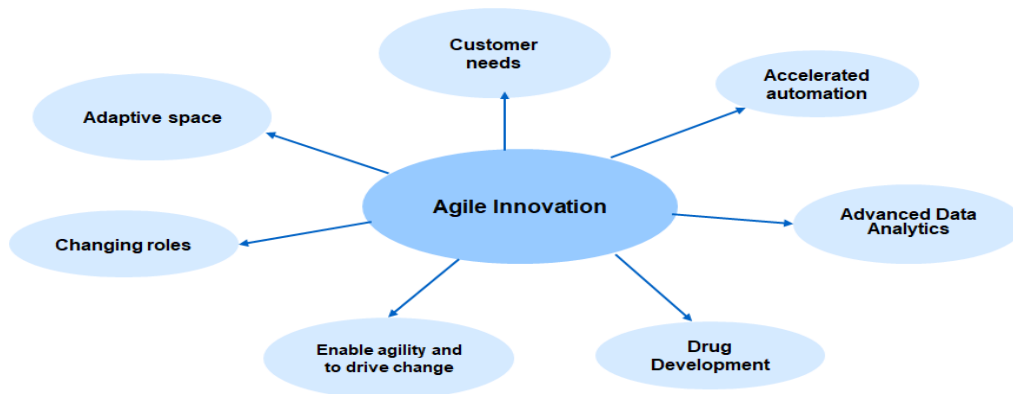 Customer
needs
Accelerated
automation
Adaptive space
Agile Innovation
Advanced Data
Analytics
Changing roles
Enable agility and
to drive change
Drug
Development